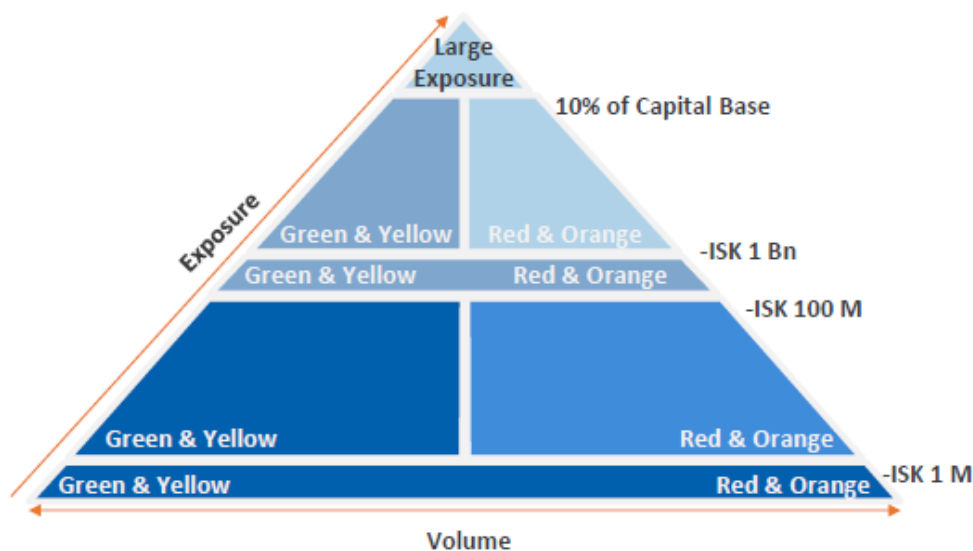 Large
Exposure
10% of Capital Base
Exposure
Green & Yellow
Red & Orange
-ISK 1 Bn
Green & Yellow
Red & Orange
-ISK 100 M
Green & Yellow
Red & Orange
-ISK 1 M
Green & Yellow
Red & Orange
Volume